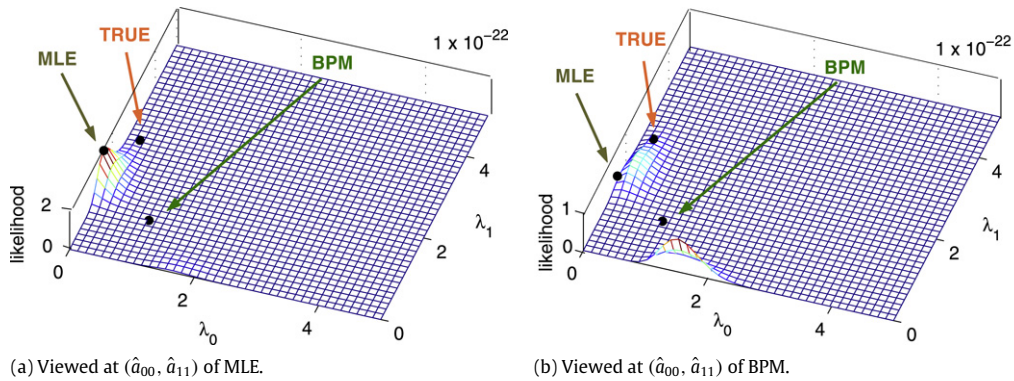 TRUE
MLE
BPM
1 x 10⁻²²
likelihood
2
0
0
2
4
0
2
4
λ₀
λ₁
(a) Viewed at (â₀₀, â₁₁) of MLE.
TRUE
MLE
BPM
1 x 10⁻²²
likelihood
1
0
0
2
4
0
2
4
λ₀
λ₁
(b) Viewed at (â₀₀, â₁₁) of BPM.